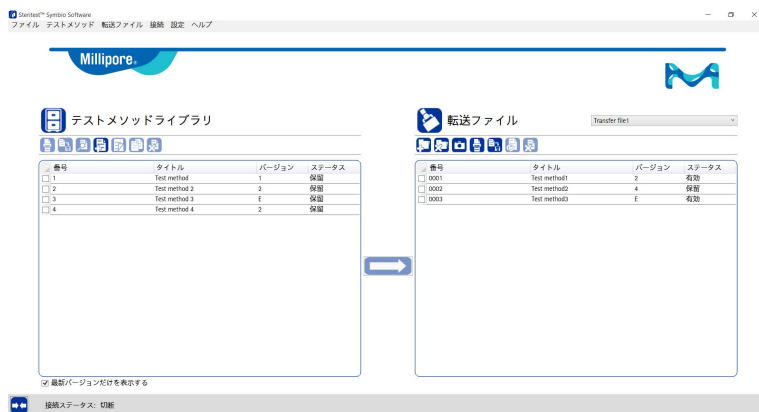 Steritest™ Symbio Software
ファイル テストメソッド 転送ファイル 接続 設定 ヘルプ
Millipore®
テストメソッドライブラリ
番号 タイトル バージョン ステータス
1 Test method 1 保留
2 Test method 2 2 保留
3 Test method 3 E 保留
4 Test method 4 2 保留
最新バージョンだけを表示する
転送ファイル Transfer file1
番号 タイトル バージョン ステータス
0001 Test method1 2 有効
0002 Test method2 4 保留
0003 Test method3 E 有効
接続ステータス: 切断